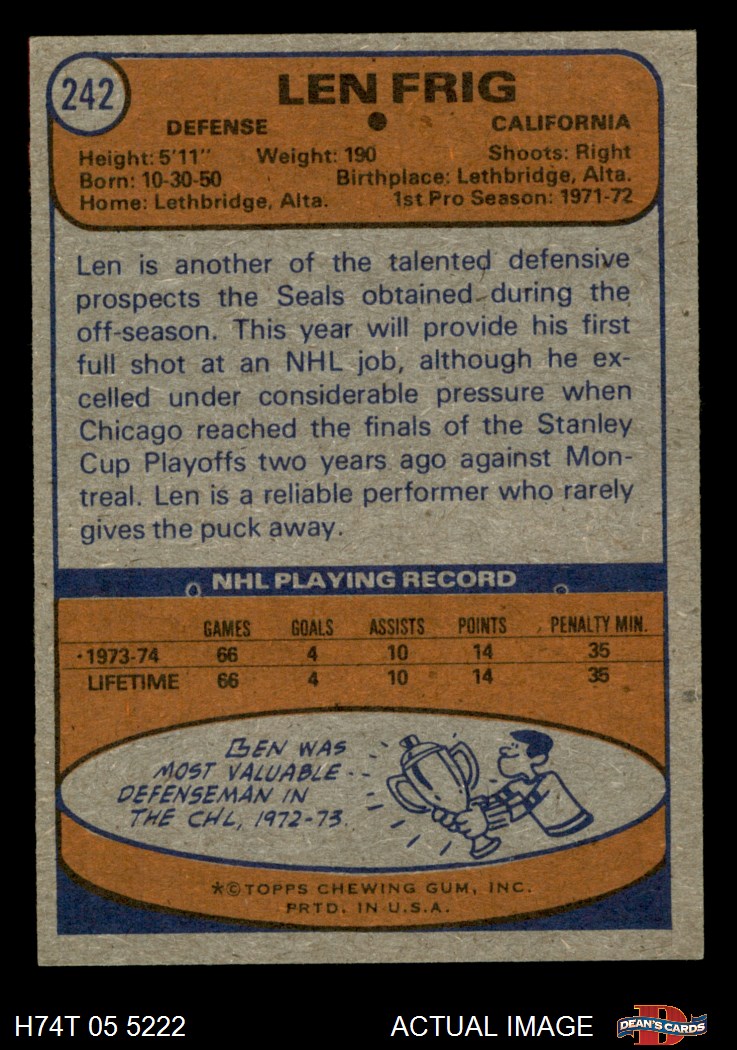 242
LEN FRIG
DEFENSE CALIFORNIA
Height: 5'11" Weight: 190 Shoots: Right
Born: 10-30-50 Birthplace: Lethbridge, Alta.
Home: Lethbridge, Alta. 1st Pro Season: 1971-72
Len is another of the talented defensive
prospects the Seals obtained during the
off-season. This year will provide his first
full shot at an NHL job, although he ex-
celled under considerable pressure when
Chicago reached the finals of the Stanley
Cup Playoffs two years ago against Mon-
treal. Len is a reliable performer who rarely
gives the puck away.
NHL PLAYING RECORD
GAMES GOALS ASSISTS POINTS PENALTY MIN.
1973-74 66 4 10 14 35
LIFETIME 66 4 10 14 35
BEN WAS
MOST VALUABLE
DEFENSEMAN IN
THE CHL, 1972-73.
*©TOPPS CHEWING GUM, INC.
PRTD. IN U.S.A.
H74T 05 5222 ACTUAL IMAGE D DEAN'S CARDS